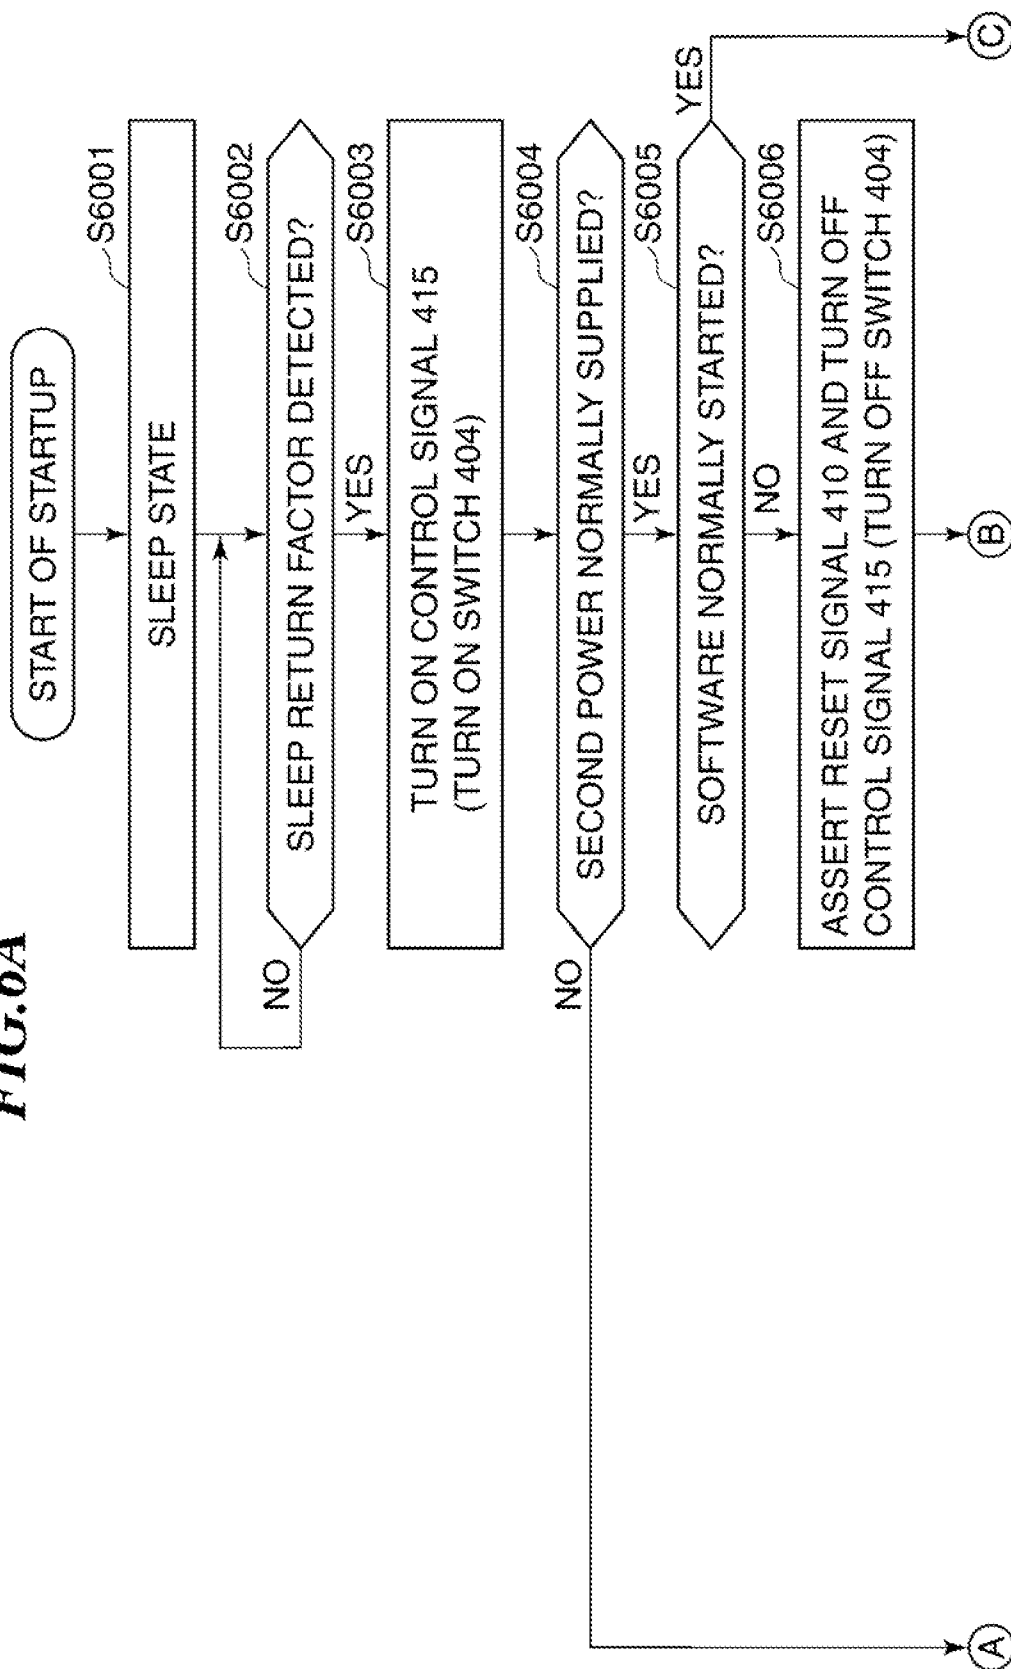 FIG.6A
START OF STARTUP
S6001
SLEEP STATE
S6002
SLEEP RETURN FACTOR DETECTED?
NO
YES
S6003
TURN ON CONTROL SIGNAL 415
(TURN ON SWITCH 404)
S6004
SECOND POWER NORMALLY SUPPLIED?
NO
YES
S6005
SOFTWARE NORMALLY STARTED?
YES
NO
S6006
ASSERT RESET SIGNAL 410 AND TURN OFF
CONTROL SIGNAL 415 (TURN OFF SWITCH 404)
A
B
C